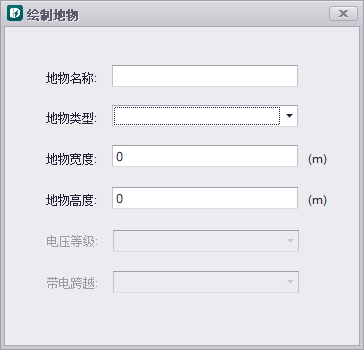 绘制地物
地物名称:
地物类型:
地物宽度: 0 (m)
地物高度: 0 (m)
电压等级:
带电跨越: